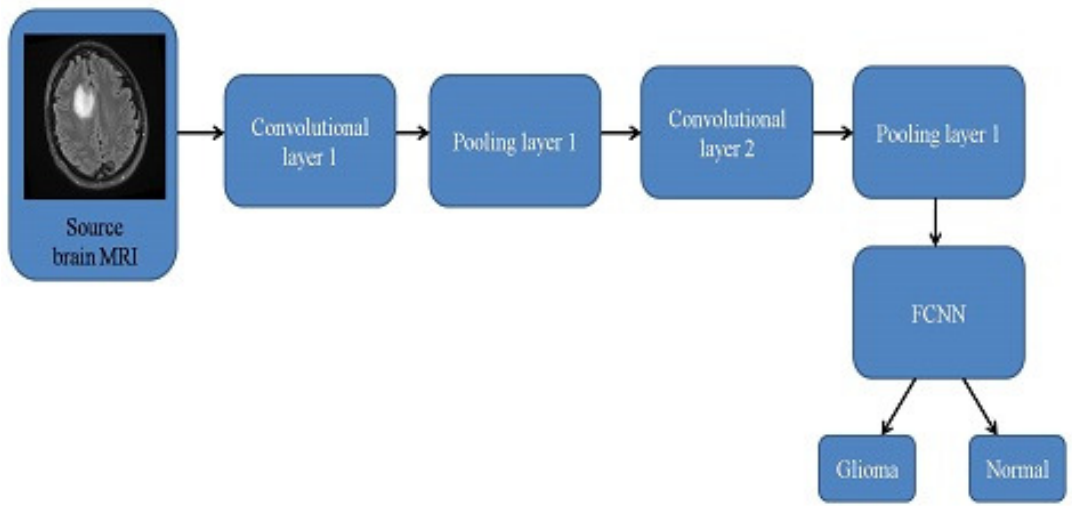 Source
brain MRI
Convolutional
layer 1
Pooling layer 1
Convolutional
layer 2
Pooling layer 1
FCNN
Glioma
Normal